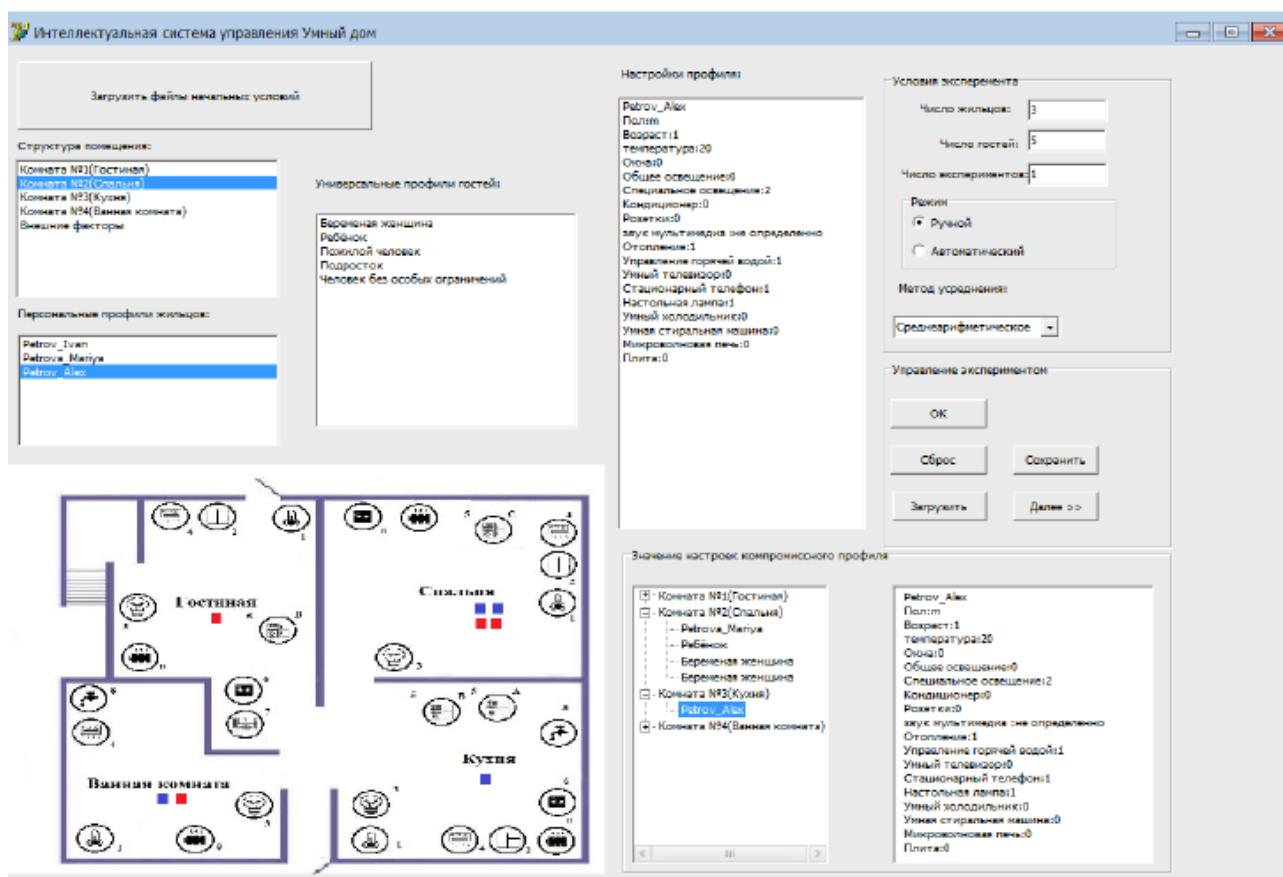 Интеллектуальная система управления Умный дом
Загрузить файлы начальных условий
Структура помещения:
Комната №1(Гостиная)
Комната №2(Спальня)
Комната №3(Кухня)
Комната №4(Ванная комната)
Внешние факторы
Персональные профили жильцов:
Petrov_Ivan
Petrova_Mariya
Petrov_Alex
Универсальные профили гостей:
Беременая женщина
Ребёнок
Пожилой человек
Подросток
Человек без особых ограничений
Настройки профиля:
Petrov_Alex
Пол:m
Возраст:1
температура:20
Окна:0
Общее освещение:0
Специальное освещение:2
Кондиционер:0
Розетки:0
звук мультимедиа :не определенно
Отопление:1
Управление горячей водой:1
Умный телевизор:0
Стационарный телефон:1
Настольная лампа:1
Умный холодильник:0
Умная стиральная машина:0
Микроволновая печь:0
Плита:0
Условия эксперемента
Число жильцов: 3
Число гостей: 5
Число экспериментов: 1
Режим
Ручной
Автоматический
Метод усреднения:
Среднеарифметическое
Управление экспериментом
ОК
Сброс
Сохранить
Загрузить
Далее >>
Гостиная
Спальня
Ванная комната
Кухня
Значение настроек компромиссного профиля
Комната №1(Гостиная)
Комната №2(Спальня)
Petrova_Mariya
Ребёнок
Беременая женщина
Беременая женщина
Комната №3(Кухня)
Petrov_Alex
Комната №4(Ванная комната)
Petrov_Alex
Пол:m
Возраст:1
температура:20
Окна:0
Общее освещение:0
Специальное освещение:2
Кондиционер:0
Розетки:0
звук мультимедиа :не определенно
Отопление:1
Управление горячей водой:1
Умный телевизор:0
Стационарный телефон:1
Настольная лампа:1
Умный холодильник:0
Умная стиральная машина:0
Микроволновая печь:0
Плита:0